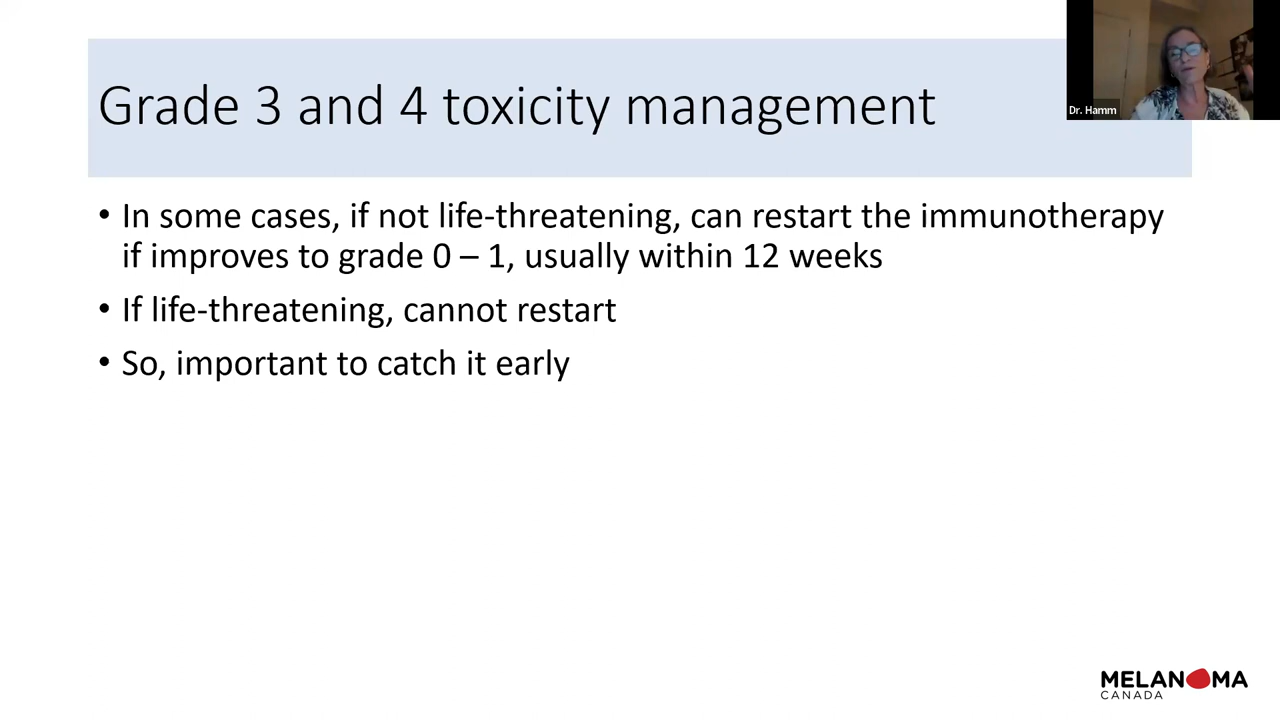 Grade 3 and 4 toxicity management
Dr. Hamm
• In some cases, if not life-threatening, can restart the immunotherapy
if improves to grade 0 – 1, usually within 12 weeks
• If life-threatening, cannot restart
• So, important to catch it early
MELANOMA
CANADA